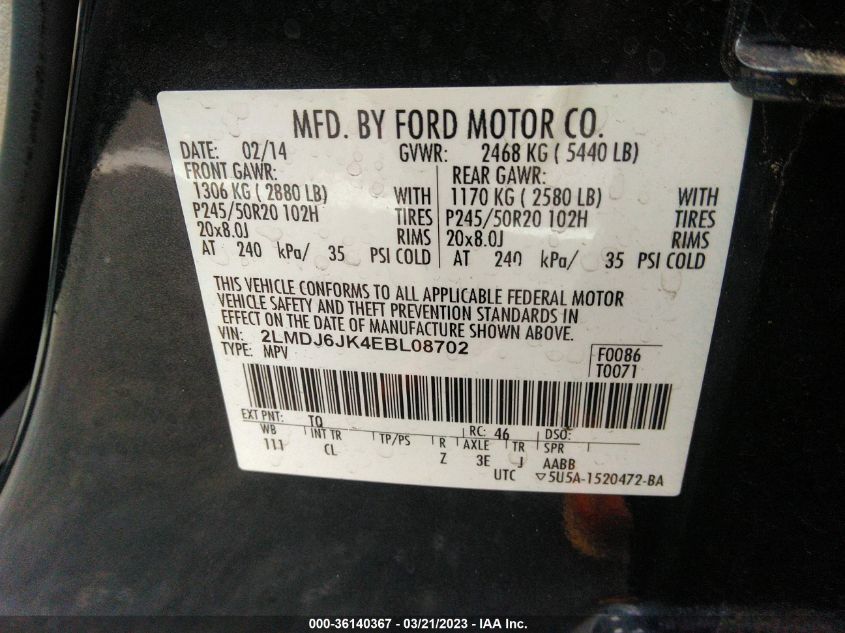 MFD. BY FORD MOTOR CO.
DATE: 02/14 GVWR: 2468 KG ( 5440 LB)
FRONT GAWR: REAR GAWR:
1306 KG ( 2880 LB) WITH 1170 KG ( 2580 LB) WITH
P245/50R20 102H TIRES P245/50R20 102H TIRES
20x8.0J RIMS 20x8.0J RIMS
AT 240 kPa/ 35 PSI COLD AT 240 kPa/ 35 PSI COLD
THIS VEHICLE CONFORMS TO ALL APPLICABLE FEDERAL MOTOR
VEHICLE SAFETY AND THEFT PREVENTION STANDARDS IN
EFFECT ON THE DATE OF MANUFACTURE SHOWN ABOVE.
VIN: 2LMDJ6JK4EBL08702
TYPE: MPV
F0086
T0071
EXT PNT: TQ RC: 46 DSO:
WB INT TR TP/PS R AXLE TR SPR
111 CL Z 3E J AABB
UTC ▽5U5A-1520472-BA
000-36140367 - 03/21/2023 - IAA Inc.